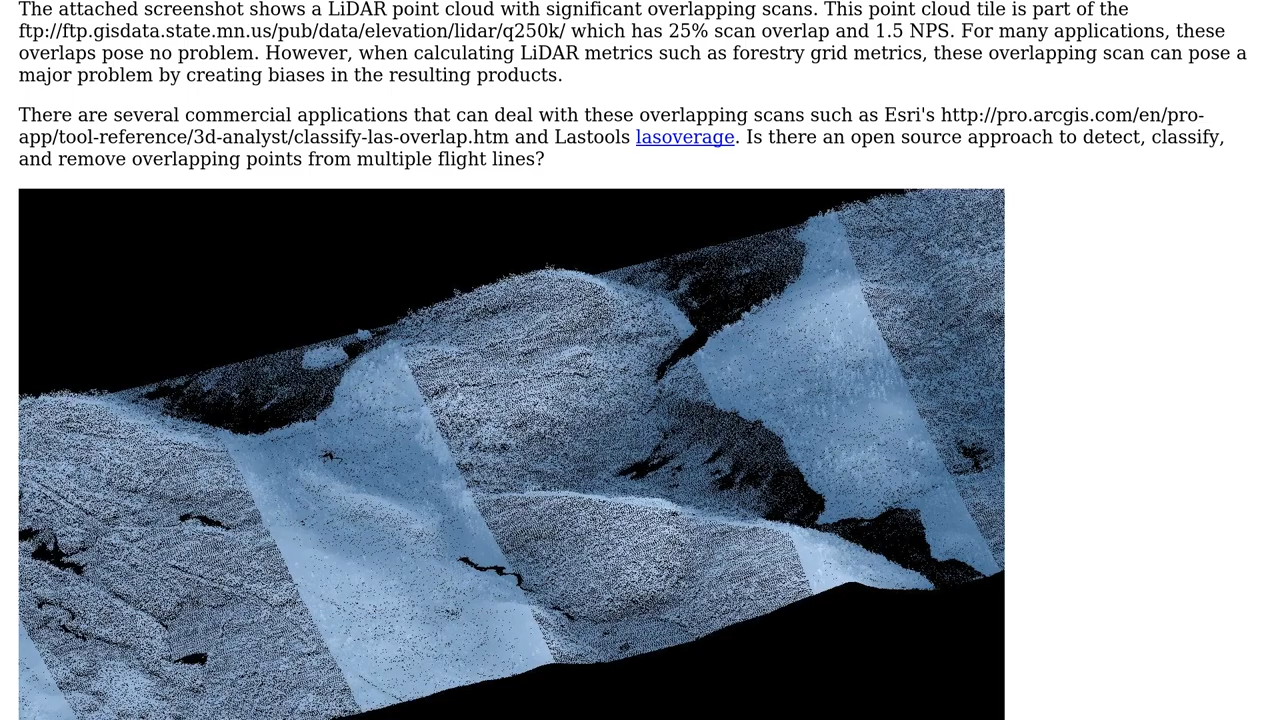 The attached screenshot shows a LiDAR point cloud with significant overlapping scans. This point cloud tile is part of the
ftp://ftp.gisdata.state.mn.us/pub/data/elevation/lidar/q250k/ which has 25% scan overlap and 1.5 NPS. For many applications, these
overlaps pose no problem. However, when calculating LiDAR metrics such as forestry grid metrics, these overlapping scan can pose a
major problem by creating biases in the resulting products.
There are several commercial applications that can deal with these overlapping scans such as Esri's http://pro.arcgis.com/en/pro-
app/tool-reference/3d-analyst/classify-las-overlap.htm and Lastools lasoverage. Is there an open source approach to detect, classify,
and remove overlapping points from multiple flight lines?